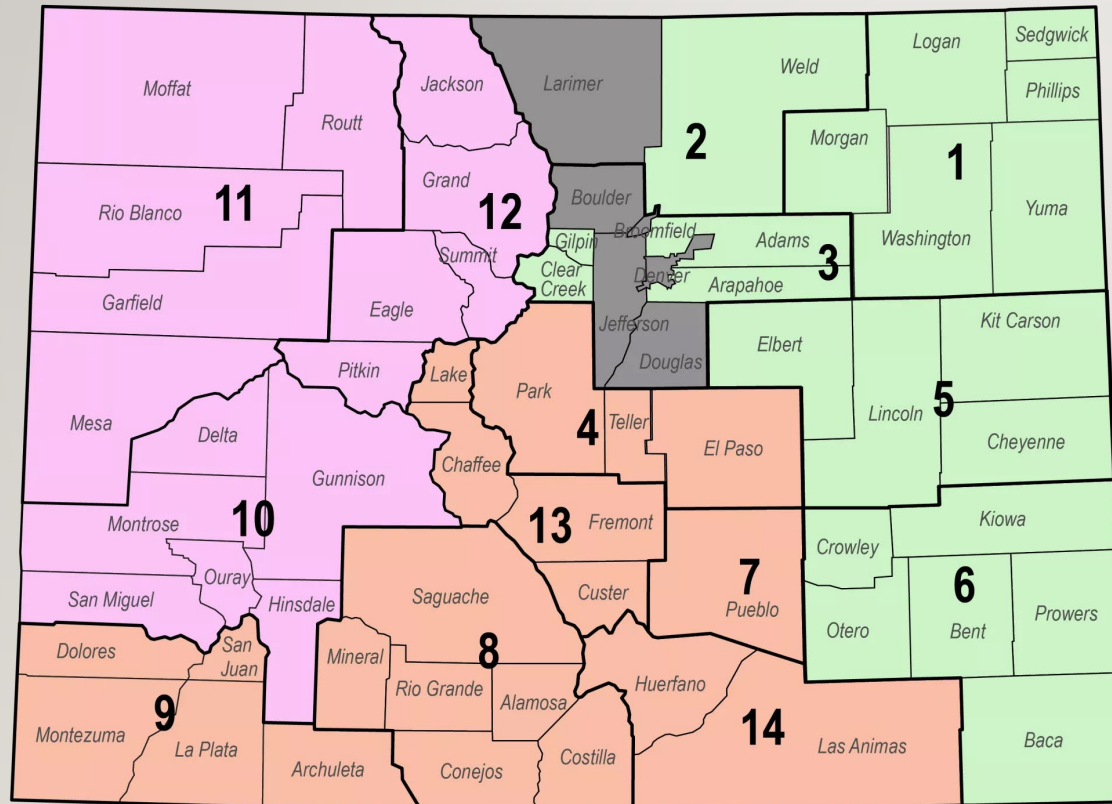 Moffat
Routt
Jackson
Larimer
Weld
Logan
Sedgwick
Phillips
Morgan
2
1
Grand
Rio Blanco
11
12
Boulder
Broomfield
Washington
Yuma
Gilpin
Adams
3
Summit
Clear
Creek
Denver
Arapahoe
Garfield
Eagle
Jefferson
Douglas
Elbert
Kit Carson
Pitkin
Lake
Park
Mesa
Delta
4
Teller
Lincoln
5
Cheyenne
Chaffee
El Paso
Gunnison
Montrose
10
13
Fremont
Kiowa
Crowley
Ouray
San Miguel
Hinsdale
Saguache
Custer
7
Pueblo
6
Bent
Prowers
Otero
Dolores
San
Juan
Mineral
8
Rio Grande
Alamosa
Huerfano
9
Montezuma
La Plata
Archuleta
Conejos
Costilla
14
Las Animas
Baca